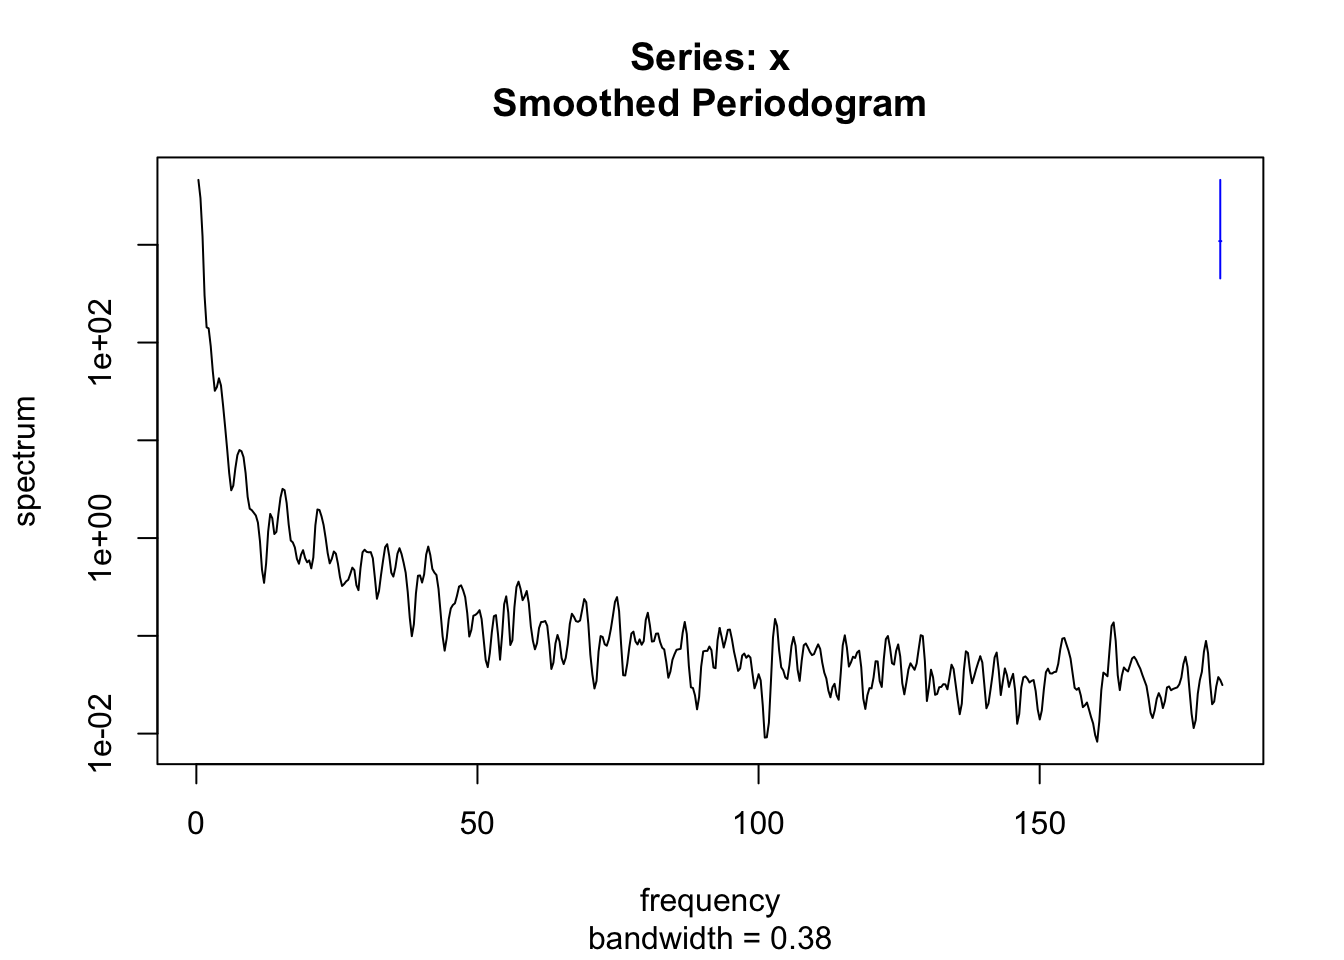 Series: x
Smoothed Periodogram
spectrum
1e+02
1e+00
1e-02
0 50 100 150
frequency
bandwidth = 0.38